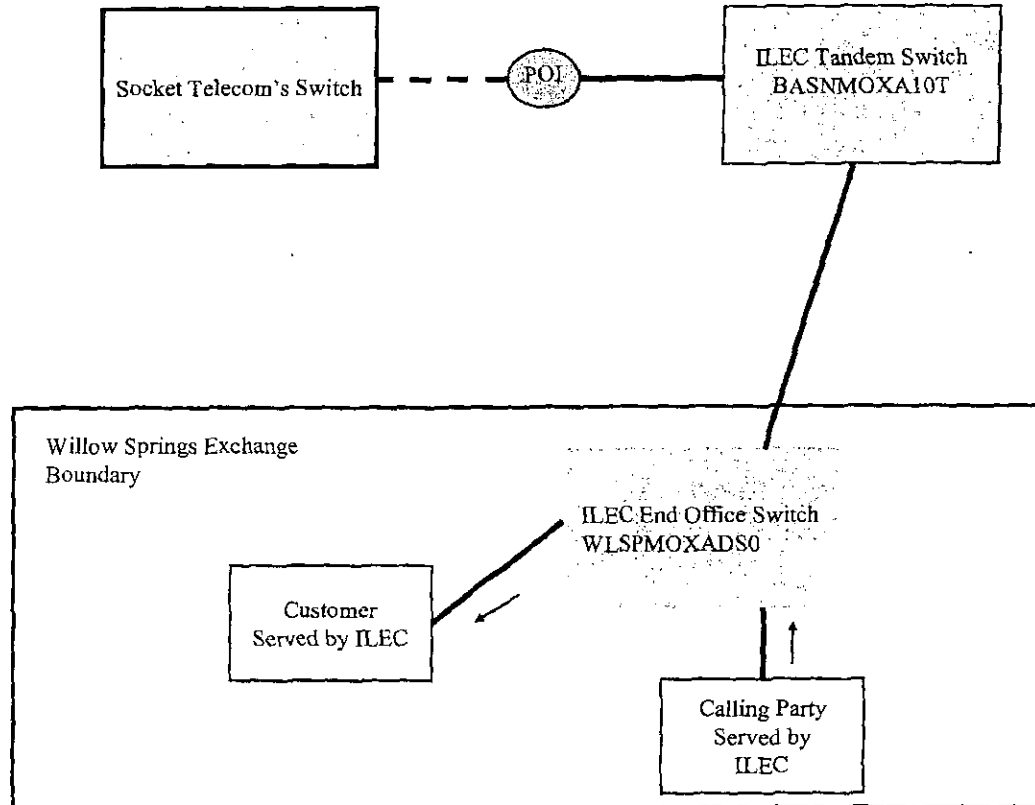 Socket Telecom's Switch
POI
ILEC Tandem Switch
BASNMOXA10T
Willow Springs Exchange
Boundary
ILEC End Office Switch
WLSPMOXADS0
Customer
Served by ILEC
Calling Party
Served by
ILEC